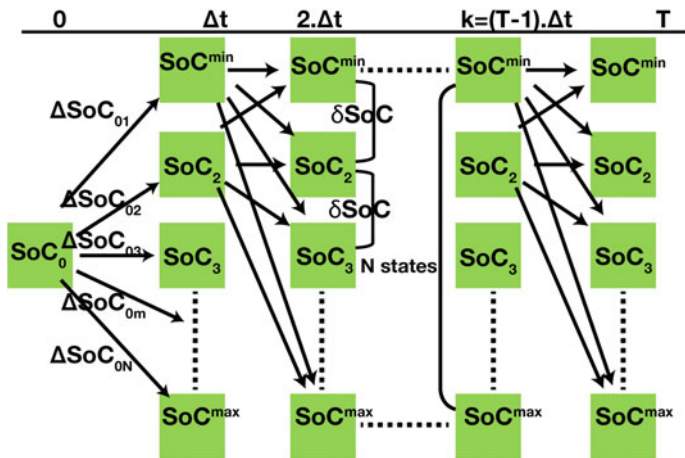 0 Δt 2.Δt k=(T-1).Δt T
SoCmin SoCmin SoCmin SoCmin
ΔSoC01
δSoC
SoC2 SoC2 SoC2 SoC2
ΔSoC02
δSoC
SoC0 ΔSoC03 SoC3 SoC3 N states SoC3 SoC3
ΔSoC0m
ΔSoC0N
SoCmax SoCmax SoCmax SoCmax